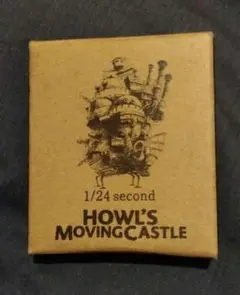 1/24 second
HOWL'S
MOVING CASTLE